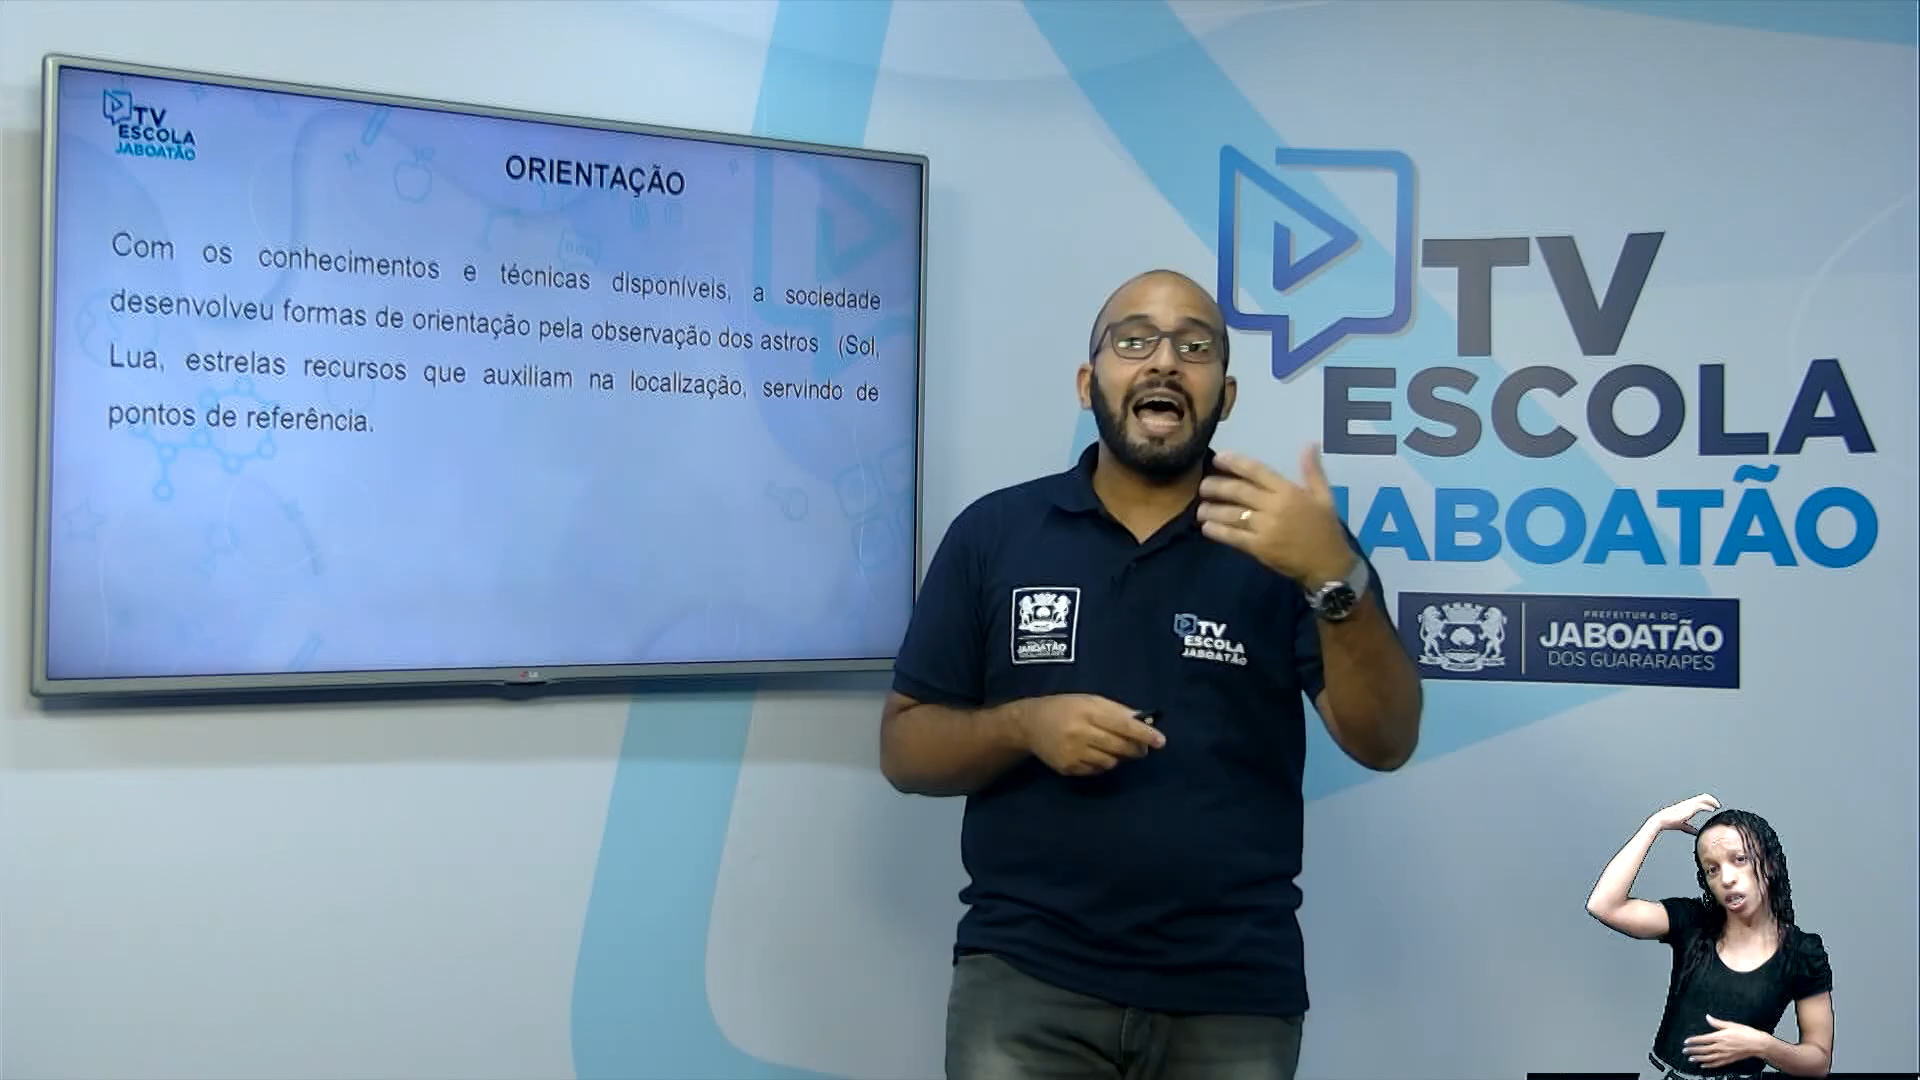 TV
ESCOLA
JABOATÃO
ORIENTAÇÃO
Com os conhecimentos e técnicas disponíveis, a sociedade
desenvolveu formas de orientação pela observação dos astros (Sol,
Lua, estrelas recursos que auxiliam na localização, servindo de
pontos de referência.
LG
TV
ESCOLA
JABOATÃO
PREFEITURA DO
JABOATÃO
DOS GUARARAPES
JABOATÃO
TV
ESCOLA
JABOATÃO